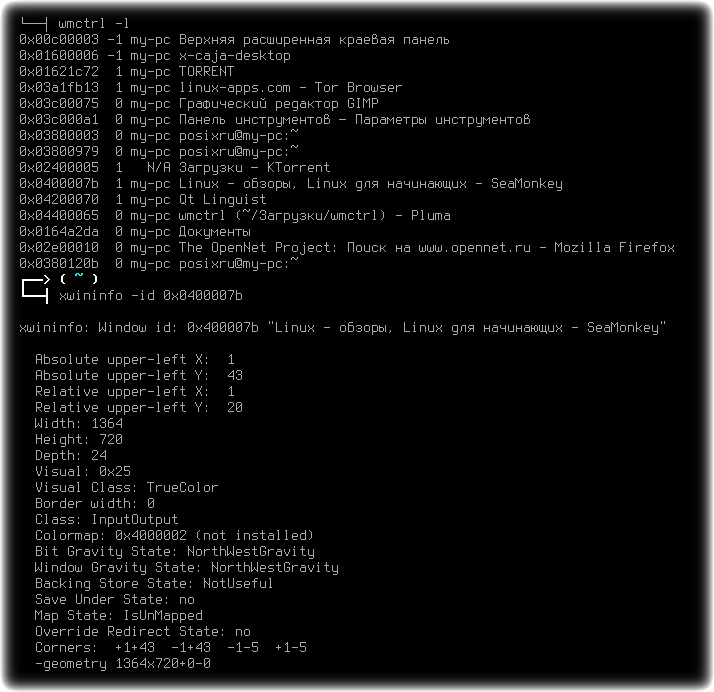 wmctrl -l
0x00c00003 -1 my-pc Верхняя расширенная краевая панель
0x01600006 -1 my-pc x-caja-desktop
0x01621c72  1 my-pc TORRENT
0x03a1fb13  1 my-pc linux-apps.com - Tor Browser
0x03c00075  0 my-pc Графический редактор GIMP
0x03c000a1  0 my-pc Панель инструментов - Параметры инструментов
0x03800003  0 my-pc posixru@my-pc:~
0x03800979  0 my-pc posixru@my-pc:~
0x02400005  1   N/A Загрузки - KTorrent
0x0400007b  1 my-pc Linux - обзоры, Linux для начинающих - SeaMonkey
0x04200070  1 my-pc Qt Linguist
0x04400065  0 my-pc wmctrl (~/Загрузки/wmctrl) - Pluma
0x0164a2da  0 my-pc Документы
0x02e00010  0 my-pc The OpenNet Project: Поиск на www.opennet.ru - Mozilla Firefox
0x0380120b  0 my-pc posixru@my-pc:~
( ~ )
xwininfo -id 0x0400007b
xwininfo: Window id: 0x400007b "Linux - обзоры, Linux для начинающих - SeaMonkey"
Absolute upper-left X:  1
Absolute upper-left Y:  43
Relative upper-left X:  1
Relative upper-left Y:  20
Width: 1364
Height: 720
Depth: 24
Visual: 0x25
Visual Class: TrueColor
Border width: 0
Class: InputOutput
Colormap: 0x4000002 (not installed)
Bit Gravity State: NorthWestGravity
Window Gravity State: NorthWestGravity
Backing Store State: NotUseful
Save Under State: no
Map State: IsUnMapped
Override Redirect State: no
Corners:  +1+43  -1+43  -1-5  +1-5
-geometry 1364x720+0-0